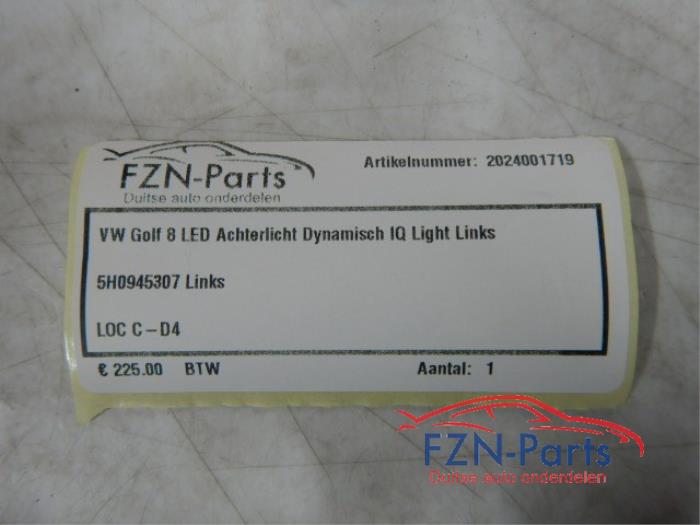 FZN-Parts
Duitse auto onderdelen
Artikelnummer: 2024001719
VW Golf 8 LED Achterlicht Dynamisch IQ Light Links
5H0945307 Links
LOC C-D4
€ 225.00 BTW
Aantal: 1
FZN-Parts
Duitse auto onderdelen